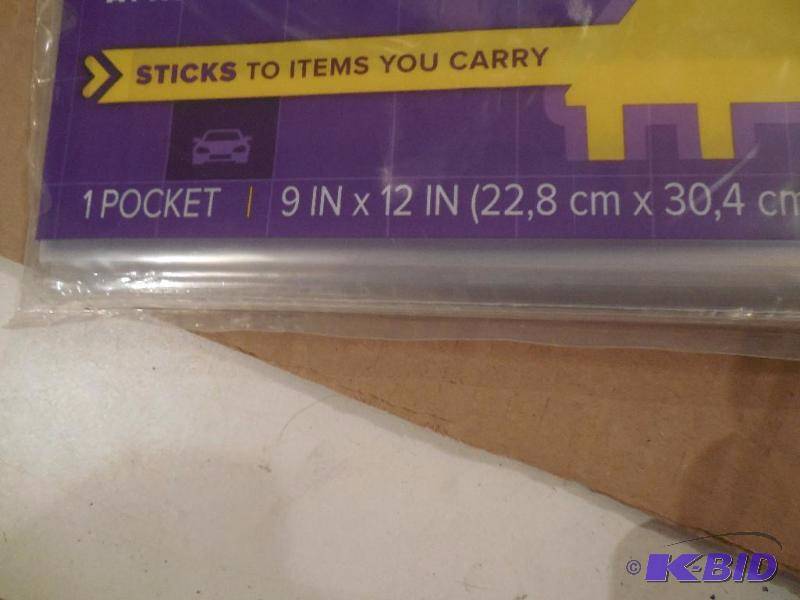 STICKS TO ITEMS YOU CARRY
1 POCKET | 9 IN x 12 IN (22,8 cm x 30,4 cm
© K-BID